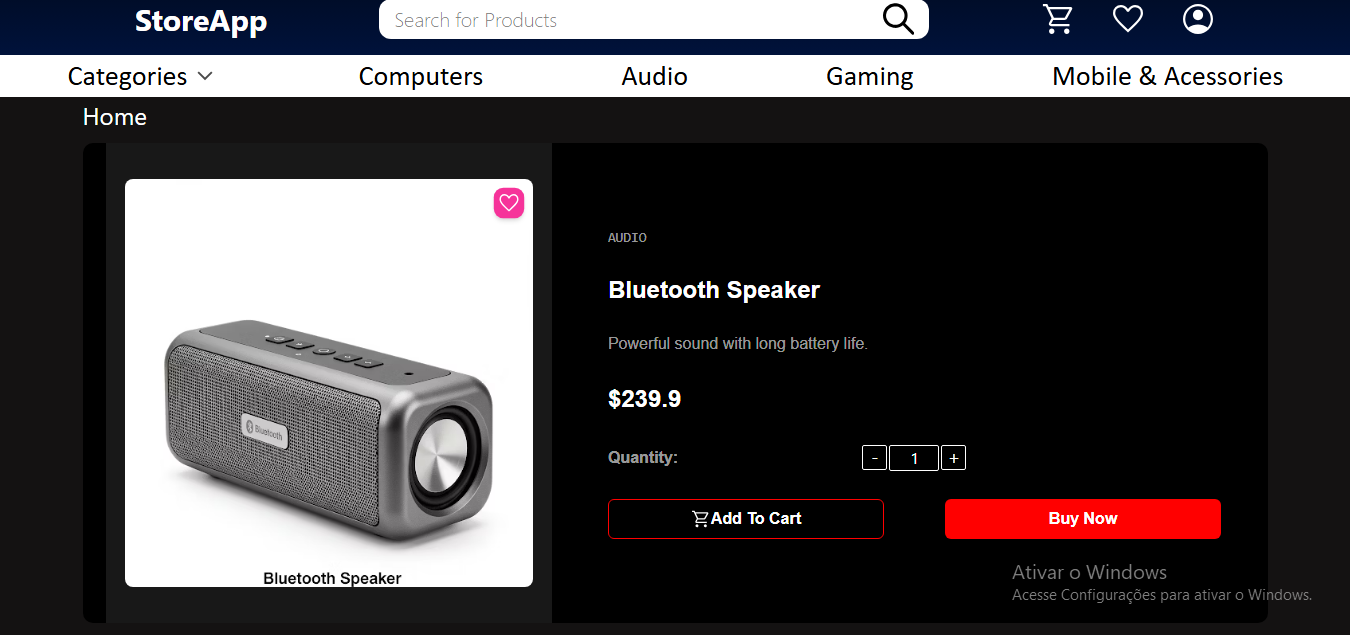 StoreApp
Search for Products
Categories
Computers
Audio
Gaming
Mobile & Acessories
Home
Bluetooth
Bluetooth Speaker
AUDIO
Bluetooth Speaker
Powerful sound with long battery life.
$239.9
Quantity:
- 1 +
Add To Cart
Buy Now
Ativar o Windows
Acesse Configurações para ativar o Windows.